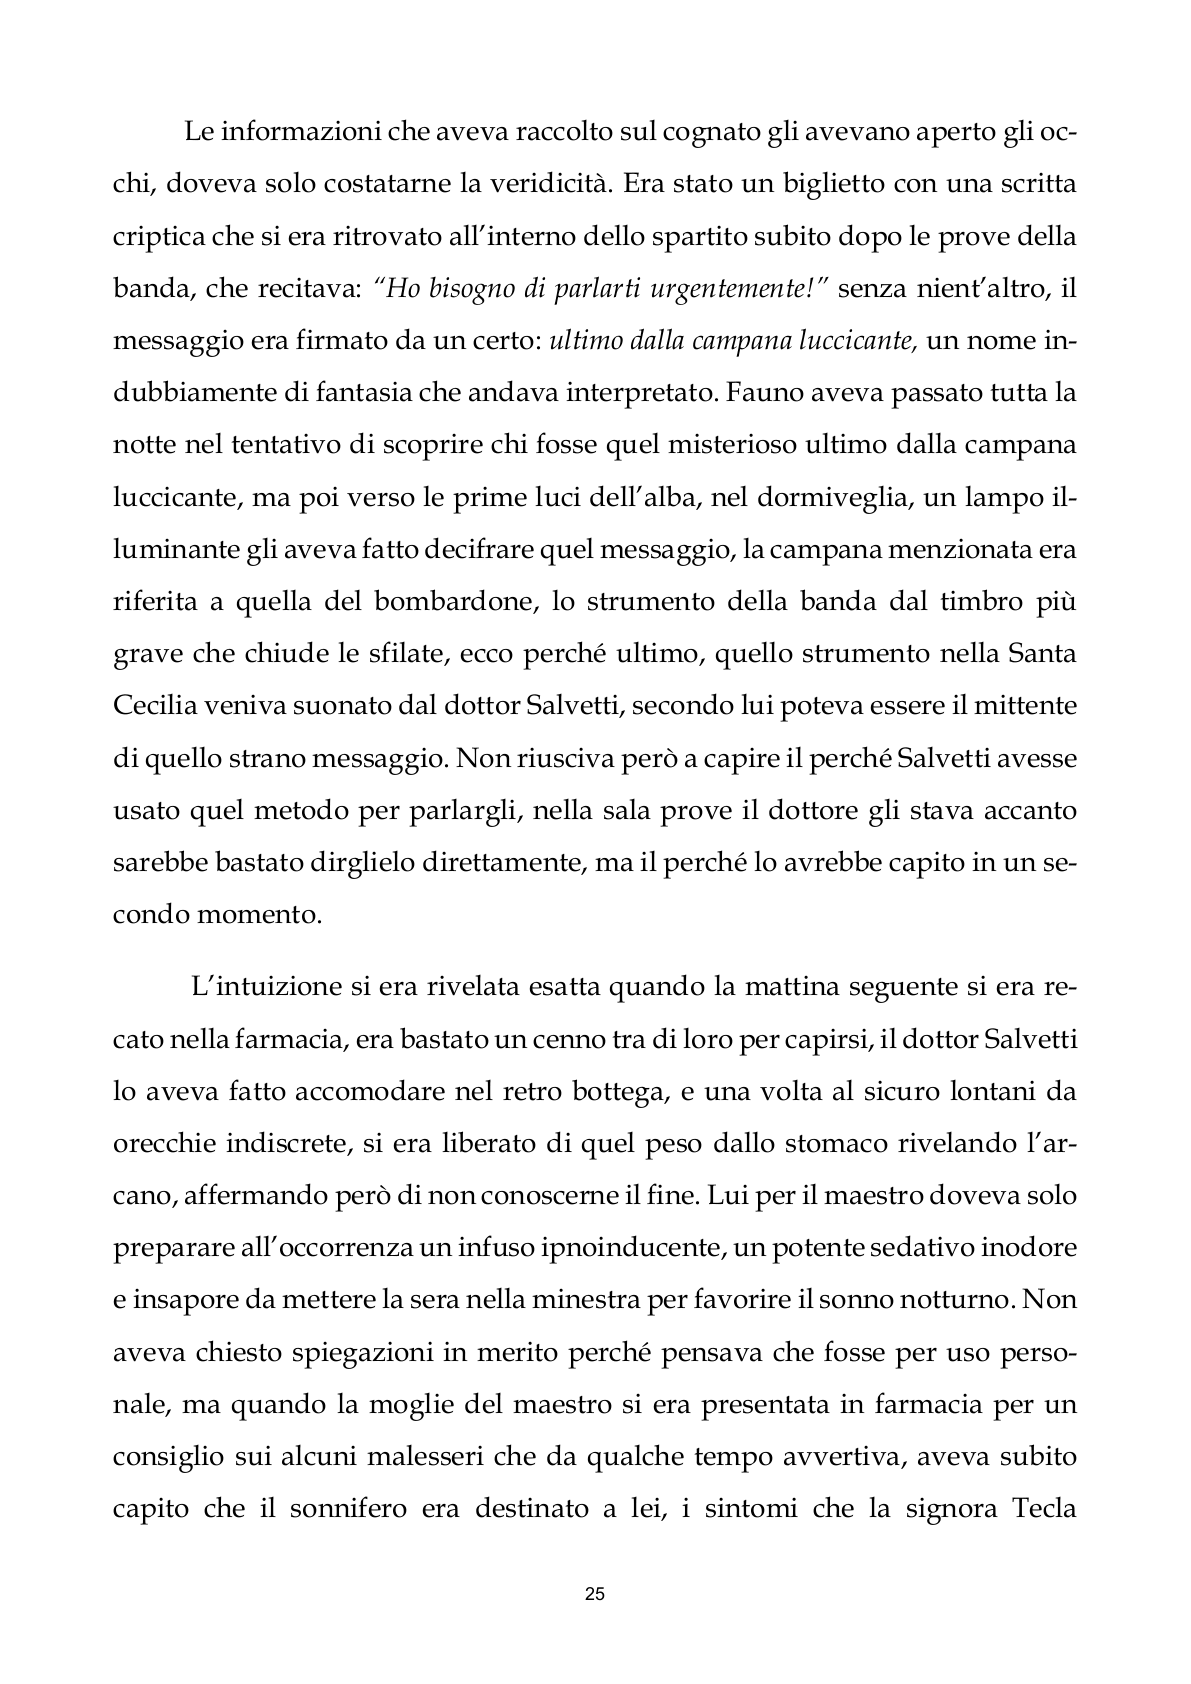 Le informazioni che aveva raccolto sul cognato gli avevano aperto gli oc-
chi, doveva solo costatarne la veridicità. Era stato un biglietto con una scritta
criptica che si era ritrovato all’interno dello spartito subito dopo le prove della
banda, che recitava: “Ho bisogno di parlarti urgentemente!” senza nient’altro, il
messaggio era firmato da un certo: ultimo dalla campana luccicante, un nome in-
dubbiamente di fantasia che andava interpretato. Fauno aveva passato tutta la
notte nel tentativo di scoprire chi fosse quel misterioso ultimo dalla campana
luccicante, ma poi verso le prime luci dell’alba, nel dormiveglia, un lampo il-
luminante gli aveva fatto decifrare quel messaggio, la campana menzionata era
riferita a quella del bombardone, lo strumento della banda dal timbro più
grave che chiude le sfilate, ecco perché ultimo, quello strumento nella Santa
Cecilia veniva suonato dal dottor Salvetti, secondo lui poteva essere il mittente
di quello strano messaggio. Non riusciva però a capire il perché Salvetti avesse
usato quel metodo per parlargli, nella sala prove il dottore gli stava accanto
sarebbe bastato dirglielo direttamente, ma il perché lo avrebbe capito in un se-
condo momento.
L’intuizione si era rivelata esatta quando la mattina seguente si era re-
cato nella farmacia, era bastato un cenno tra di loro per capirsi, il dottor Salvetti
lo aveva fatto accomodare nel retro bottega, e una volta al sicuro lontani da
orecchie indiscrete, si era liberato di quel peso dallo stomaco rivelando l’ar-
cano, affermando però di non conoscerne il fine. Lui per il maestro doveva solo
preparare all’occorrenza un infuso ipnoinducente, un potente sedativo inodore
e insapore da mettere la sera nella minestra per favorire il sonno notturno. Non
aveva chiesto spiegazioni in merito perché pensava che fosse per uso perso-
nale, ma quando la moglie del maestro si era presentata in farmacia per un
consiglio sui alcuni malesseri che da qualche tempo avvertiva, aveva subito
capito che il sonnifero era destinato a lei, i sintomi che la signora Tecla
25